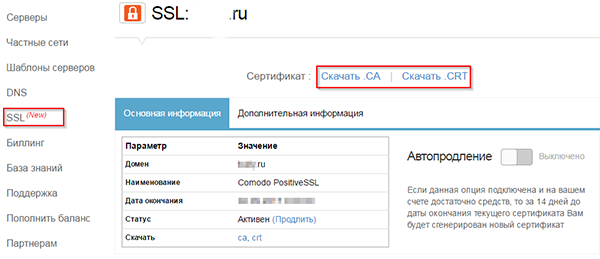 SSL: .ru
Серверы
Частные сети
Шаблоны серверов
DNS
SSL (New)
Биллинг
База знаний
Поддержка
Пополнить баланс
Партнерам
Сертификат : Скачать .CA | Скачать .CRT
Основная информация Дополнительная информация
Параметр Значение
Домен .ru
Наименование Comodo PositiveSSL
Дата окончания
Статус Активен (Продлить)
Скачать ca, crt
Автопродление Выключено
Если данная опция подключена и на вашем
счете достаточно средств, то за 14 дней до
даты окончания текущего сертификата Вам
будет сгенерирован новый сертификат